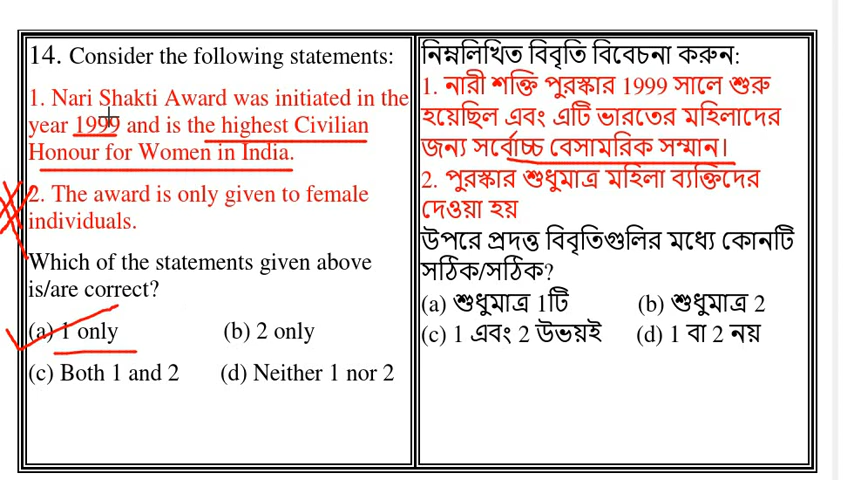 14. Consider the following statements:
1. Nari Shakti Award was initiated in the
year 1999 and is the highest Civilian
Honour for Women in India.
2. The award is only given to female
individuals.
Which of the statements given above
is/are correct?
(a) 1 only (b) 2 only
(c) Both 1 and 2 (d) Neither 1 nor 2
নিম্নলিখিত বিবৃতি বিবেচনা করুন:
1. নারী শক্তি পুরস্কার 1999 সালে শুরু
হয়েছিল এবং এটি ভারতের মহিলাদের
জন্য সর্বোচ্চ বেসামরিক সম্মান।
2. পুরস্কার শুধুমাত্র মহিলা ব্যক্তিদের
দেওয়া হয়
উপরে প্রদত্ত বিবৃতিগুলির মধ্যে কোনটি
সঠিক/সঠিক?
(a) শুধুমাত্র 1টি (b) শুধুমাত্র 2
(c) 1 এবং 2 উভয়ই (d) 1 বা 2 নয়